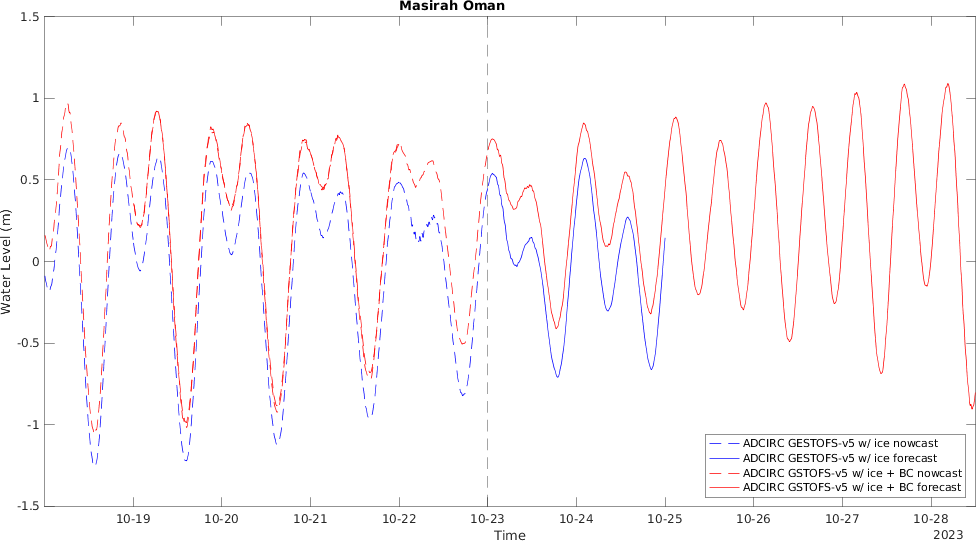 Masirah Oman
1.5
1
0.5
0
-0.5
-1
-1.5
Water Level (m)
10-19 10-20 10-21 10-22 10-23 10-24 10-25 10-26 10-27 10-28
Time
2023
ADCIRC GESTOFS-v5 w/ ice nowcast
ADCIRC GESTOFS-v5 w/ ice forecast
ADCIRC GSTOFS-v5 w/ ice + BC nowcast
ADCIRC GSTOFS-v5 w/ ice + BC forecast